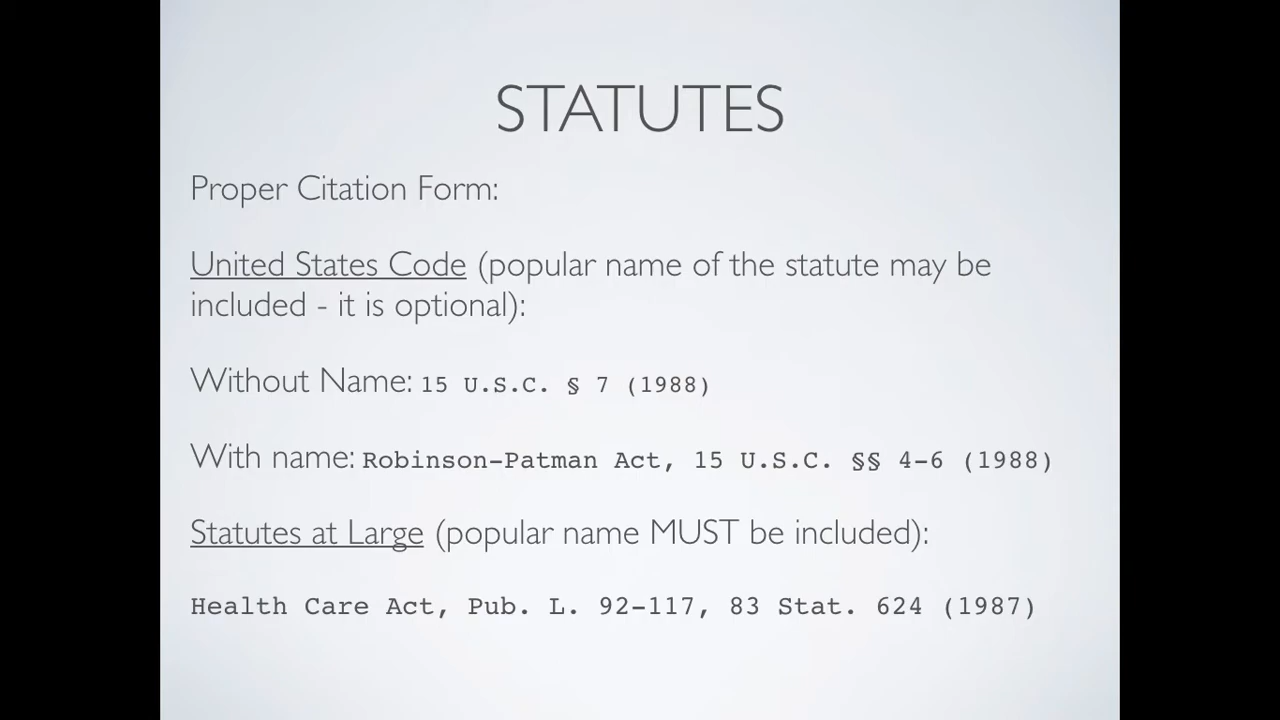 STATUTES
Proper Citation Form:
United States Code (popular name of the statute may be
included - it is optional):
Without Name: 15 U.S.C. § 7 (1988)
With name: Robinson-Patman Act, 15 U.S.C. §§ 4-6 (1988)
Statutes at Large (popular name MUST be included):
Health Care Act, Pub. L. 92-117, 83 Stat. 624 (1987)